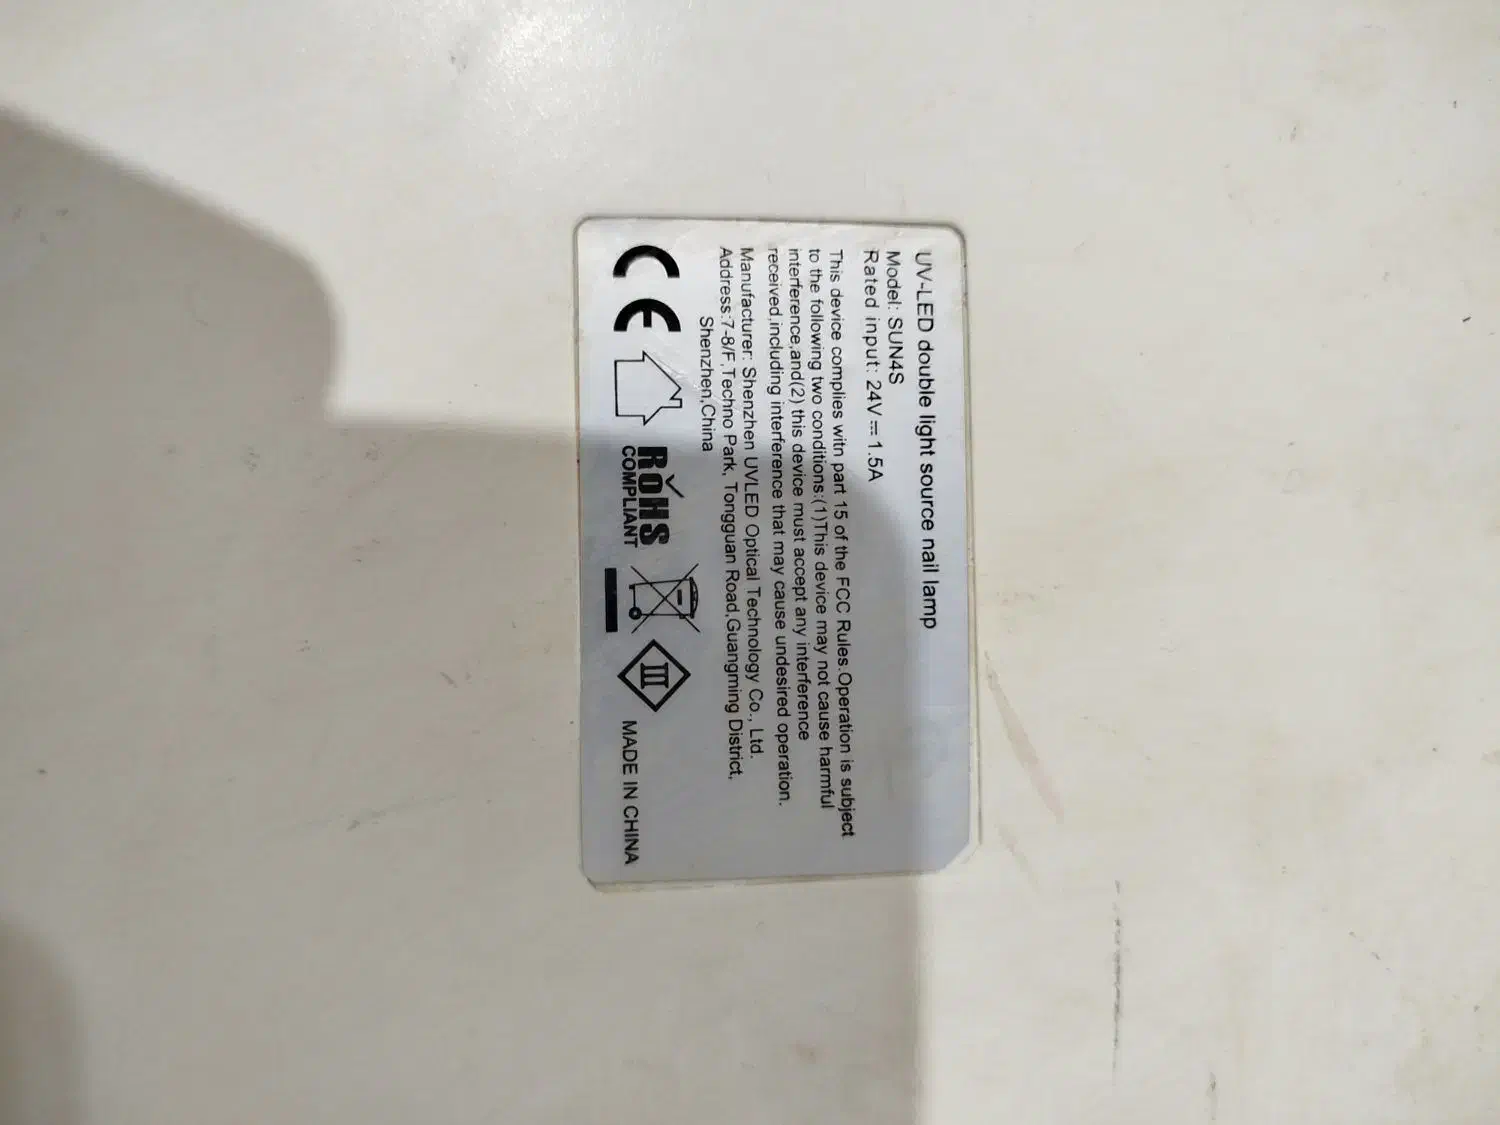 UV-LED double light source nail lamp
Model: SUN4S
Rated input: 24V⎓1.5A
This device complies witn part 15 of the FCC Rules.Operation is subject
to the following two conditions:(1)This device may not cause harmful
interference,and(2) this device must accept any interference
received,including interference that may cause undesired operation.
Manufacturer: Shenzhen UVLED Optical Technology Co., Ltd.
Address:7-8/F,Techno Park, Tongguan Road,Guangming District,
Shenzhen,China
CE RoHS COMPLIANT III MADE IN CHINA